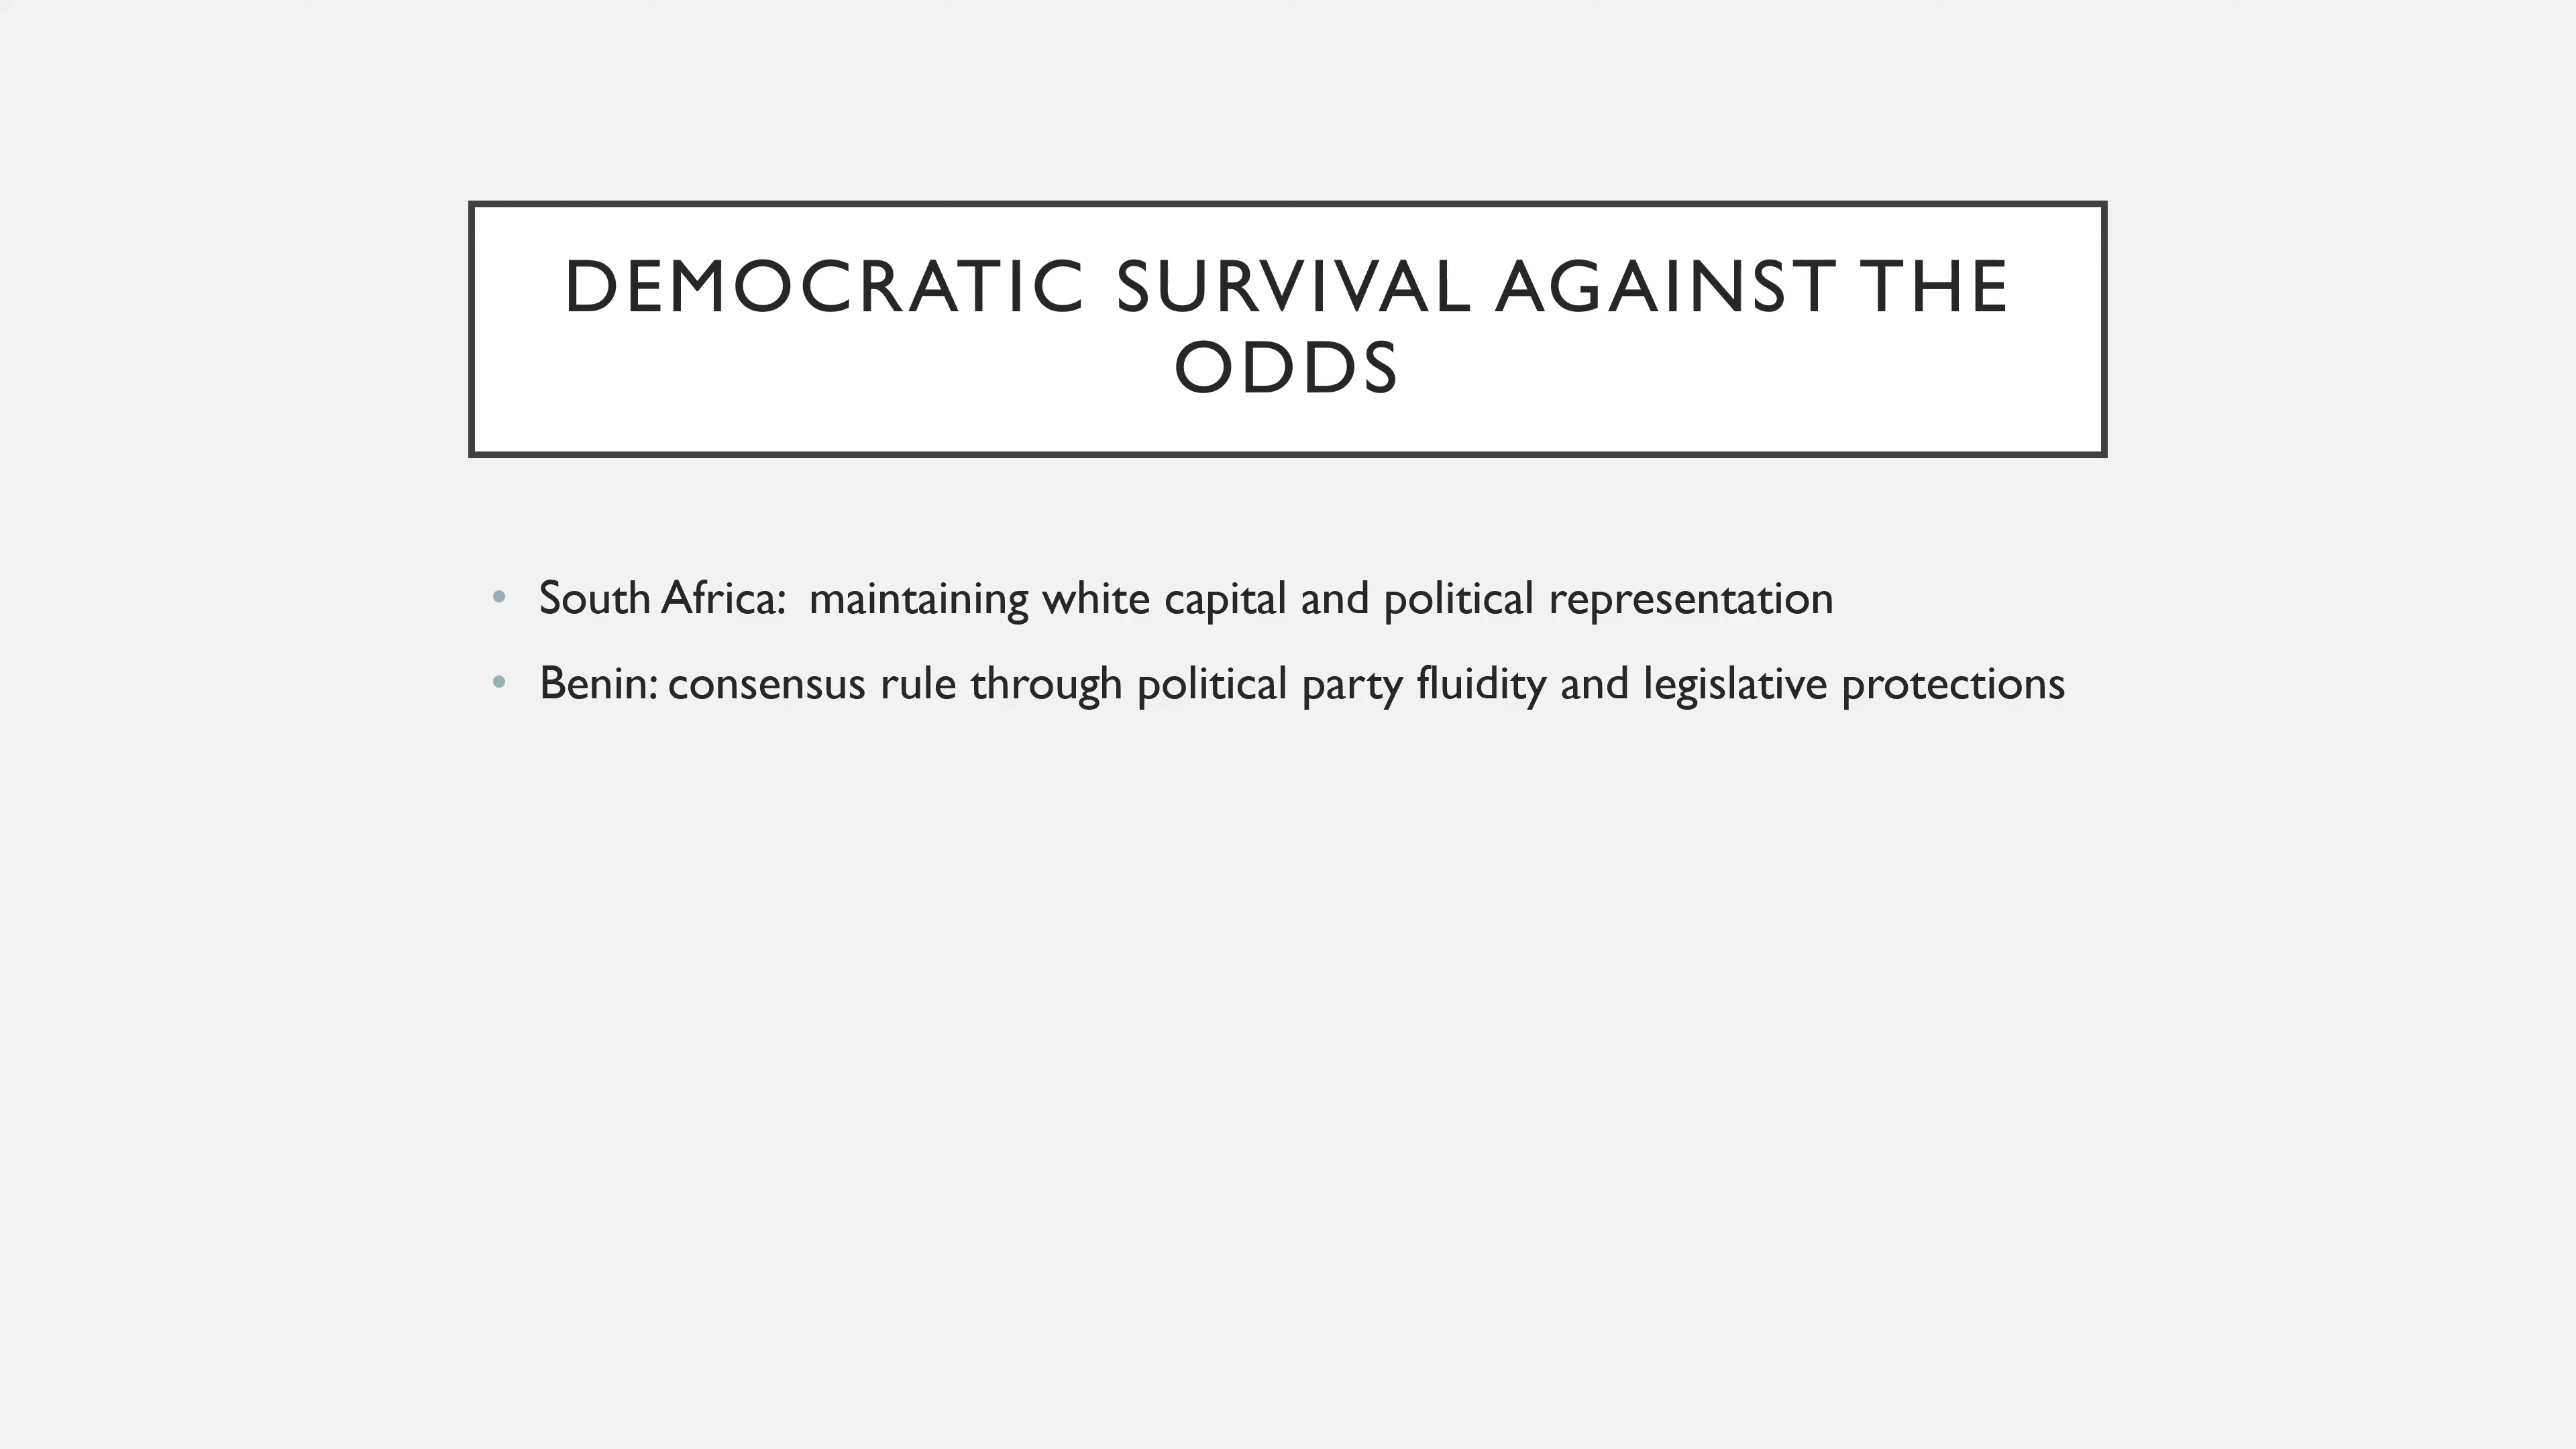 DEMOCRATIC SURVIVAL AGAINST THE
ODDS
• South Africa:  maintaining white capital and political representation
• Benin: consensus rule through political party fluidity and legislative protections